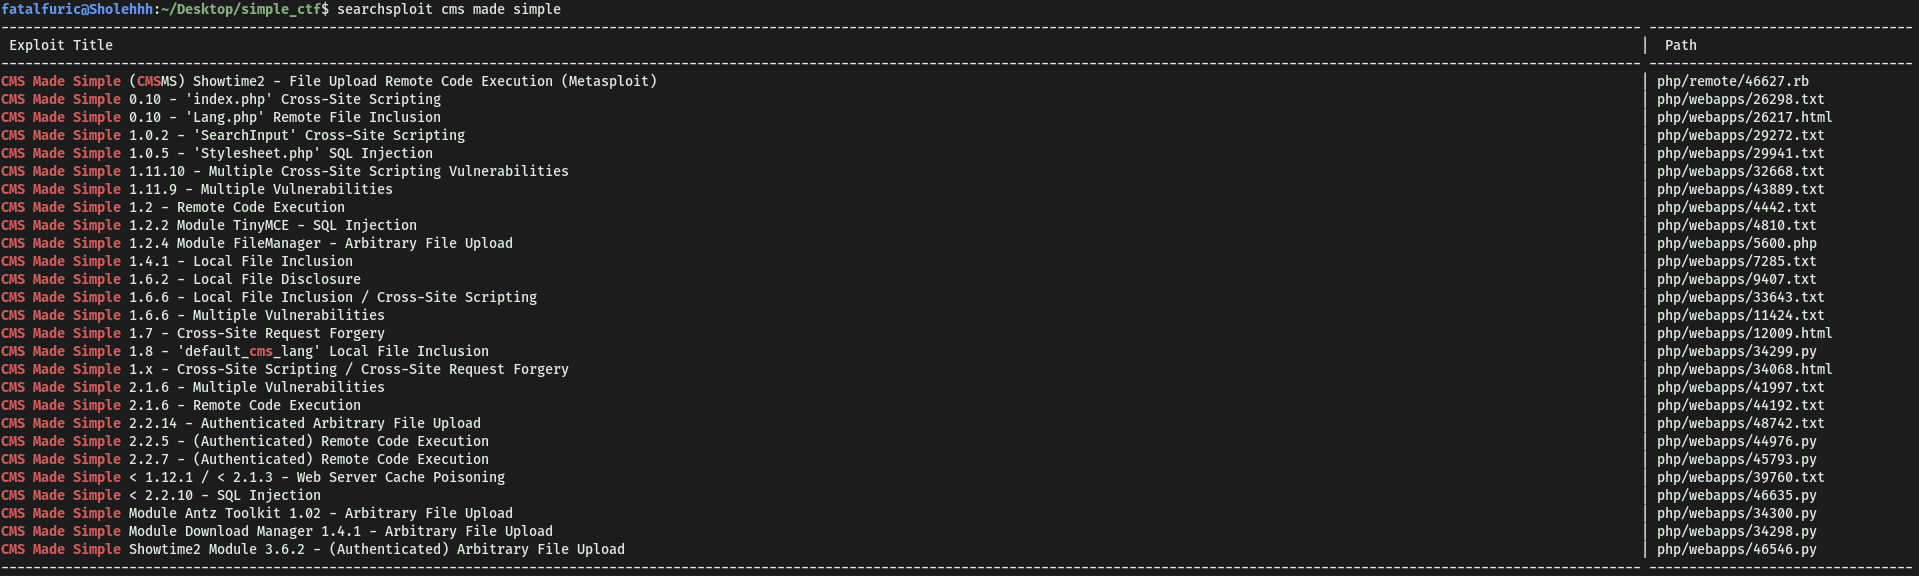 fatalfuric@Sholehhh:~/Desktop/simple_ctf$ searchsploit cms made simple
Exploit Title | Path
CMS Made Simple (CMSMS) Showtime2 - File Upload Remote Code Execution (Metasploit) | php/remote/46627.rb
CMS Made Simple 0.10 - 'index.php' Cross-Site Scripting | php/webapps/26298.txt
CMS Made Simple 0.10 - 'Lang.php' Remote File Inclusion | php/webapps/26217.html
CMS Made Simple 1.0.2 - 'SearchInput' Cross-Site Scripting | php/webapps/29272.txt
CMS Made Simple 1.0.5 - 'Stylesheet.php' SQL Injection | php/webapps/29941.txt
CMS Made Simple 1.11.10 - Multiple Cross-Site Scripting Vulnerabilities | php/webapps/32668.txt
CMS Made Simple 1.11.9 - Multiple Vulnerabilities | php/webapps/43889.txt
CMS Made Simple 1.2 - Remote Code Execution | php/webapps/4442.txt
CMS Made Simple 1.2.2 Module TinyMCE - SQL Injection | php/webapps/4810.txt
CMS Made Simple 1.2.4 Module FileManager - Arbitrary File Upload | php/webapps/5600.php
CMS Made Simple 1.4.1 - Local File Inclusion | php/webapps/7285.txt
CMS Made Simple 1.6.2 - Local File Disclosure | php/webapps/9407.txt
CMS Made Simple 1.6.6 - Local File Inclusion / Cross-Site Scripting | php/webapps/33643.txt
CMS Made Simple 1.6.6 - Multiple Vulnerabilities | php/webapps/11424.txt
CMS Made Simple 1.7 - Cross-Site Request Forgery | php/webapps/12009.html
CMS Made Simple 1.8 - 'default_cms_lang' Local File Inclusion | php/webapps/34299.py
CMS Made Simple 1.x - Cross-Site Scripting / Cross-Site Request Forgery | php/webapps/34068.html
CMS Made Simple 2.1.6 - Multiple Vulnerabilities | php/webapps/41997.txt
CMS Made Simple 2.1.6 - Remote Code Execution | php/webapps/44192.txt
CMS Made Simple 2.2.14 - Authenticated Arbitrary File Upload | php/webapps/48742.txt
CMS Made Simple 2.2.5 - (Authenticated) Remote Code Execution | php/webapps/44976.py
CMS Made Simple 2.2.7 - (Authenticated) Remote Code Execution | php/webapps/45793.py
CMS Made Simple < 1.12.1 / < 2.1.3 - Web Server Cache Poisoning | php/webapps/39760.txt
CMS Made Simple < 2.2.10 - SQL Injection | php/webapps/46635.py
CMS Made Simple Module Antz Toolkit 1.02 - Arbitrary File Upload | php/webapps/34300.py
CMS Made Simple Module Download Manager 1.4.1 - Arbitrary File Upload | php/webapps/34298.py
CMS Made Simple Showtime2 Module 3.6.2 - (Authenticated) Arbitrary File Upload | php/webapps/46546.py